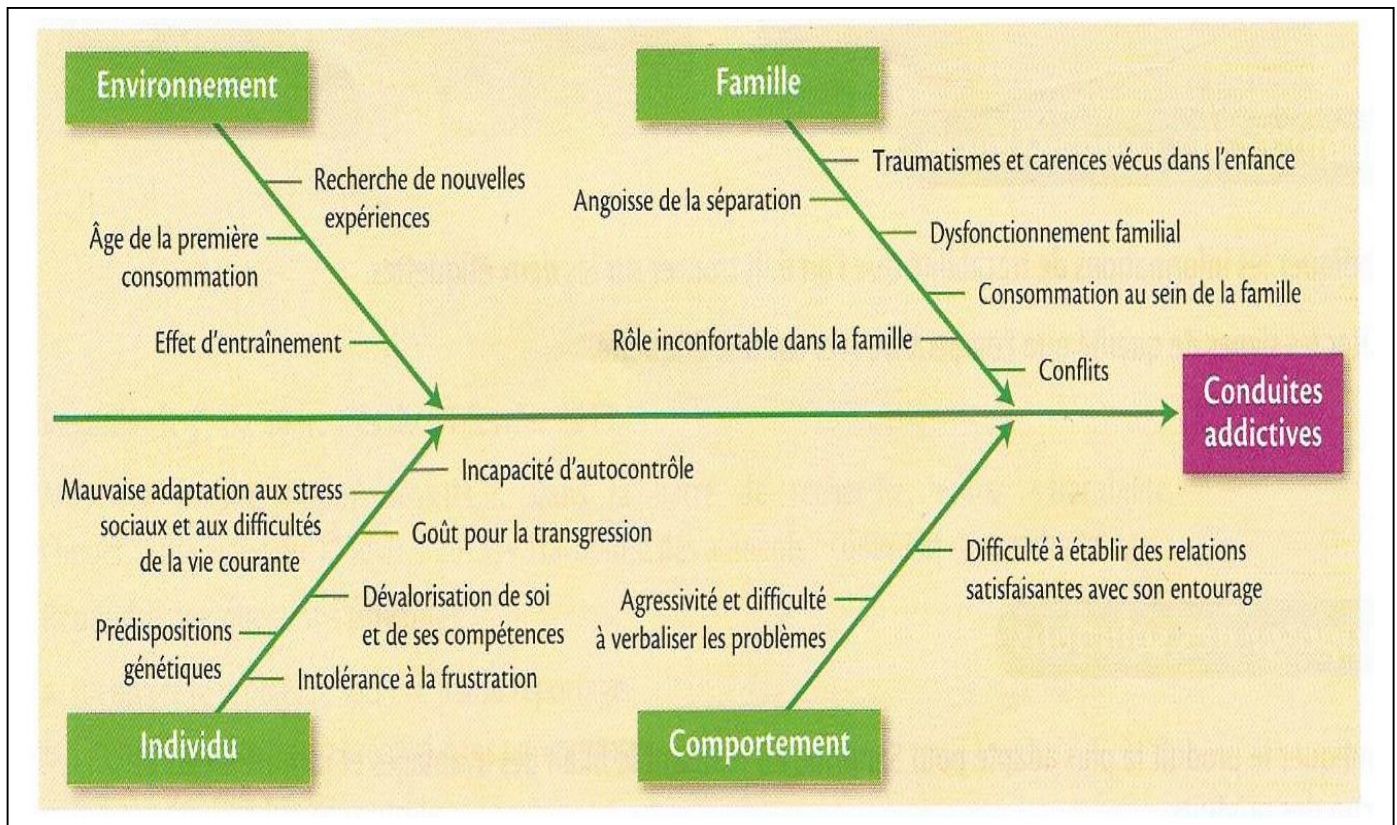 Environnement
Recherche de nouvelles
expériences
Âge de la première
consommation
Effet d'entraînement
Famille
Traumatismes et carences vécus dans l'enfance
Angoisse de la séparation
Dysfonctionnement familial
Consommation au sein de la famille
Rôle inconfortable dans la famille
Conflits
Conduites
addictives
Incapacité d'autocontrôle
Mauvaise adaptation aux stress
sociaux et aux difficultés
de la vie courante
Goût pour la transgression
Dévalorisation de soi
et de ses compétences
Prédispositions
génétiques
Intolérance à la frustration
Individu
Difficulté à établir des relations
satisfaisantes avec son entourage
Agressivité et difficulté
à verbaliser les problèmes
Comportement